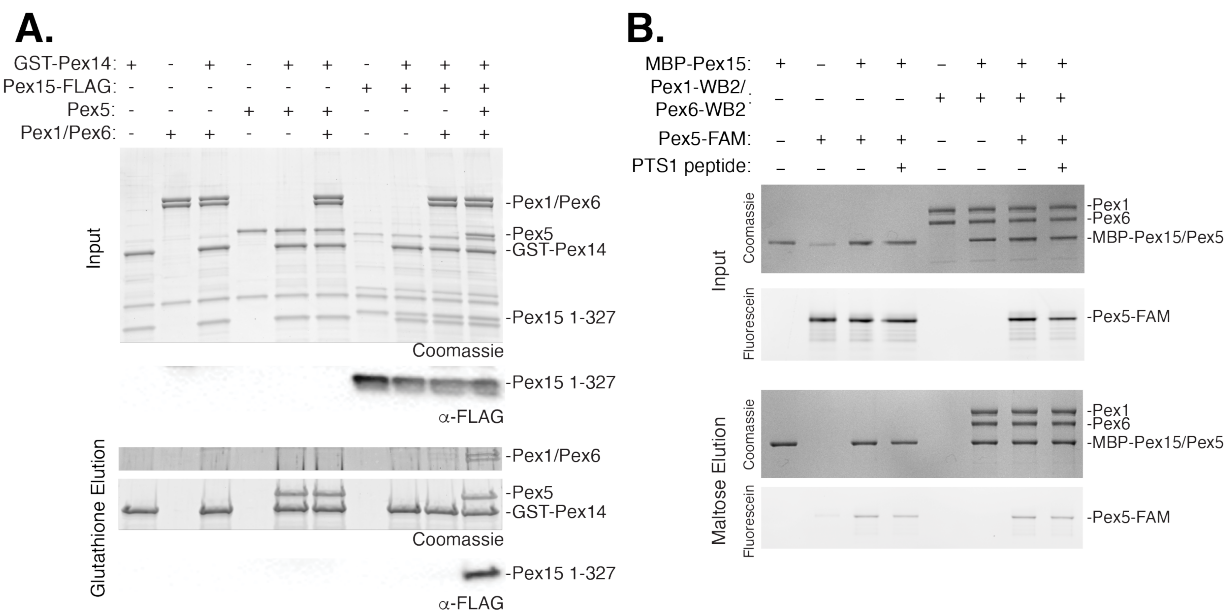 A.
GST-Pex14: + - + - + + - + + +
Pex15-FLAG: - - - - - - + + + +
Pex5: - - - + + + - - - +
Pex1/Pex6: - + + - - + - - + +
Input
-Pex1/Pex6
-Pex5
-GST-Pex14
-Pex15 1-327
Coomassie
-Pex15 1-327
α-FLAG
Glutathione Elution
-Pex1/Pex6
-Pex5
-GST-Pex14
Coomassie
-Pex15 1-327
α-FLAG
B.
MBP-Pex15: + – + + – + + +
Pex1-WB2/
Pex6-WB2: – – – – + + + +
Pex5-FAM: – + + + – – + +
PTS1 peptide: – – – + – – – +
Input
Coomassie
-Pex1
-Pex6
-MBP-Pex15/Pex5
Fluorescein
-Pex5-FAM
Maltose Elution
Coomassie
-Pex1
-Pex6
-MBP-Pex15/Pex5
Fluorescein
-Pex5-FAM